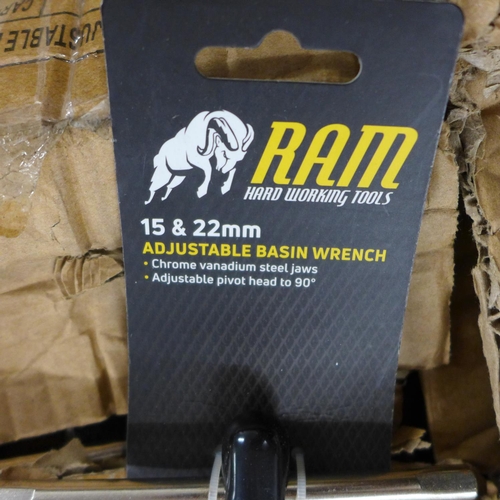 RAM
HARD WORKING TOOLS
15 & 22mm
ADJUSTABLE BASIN WRENCH
• Chrome vanadium steel jaws
• Adjustable pivot head to 90°